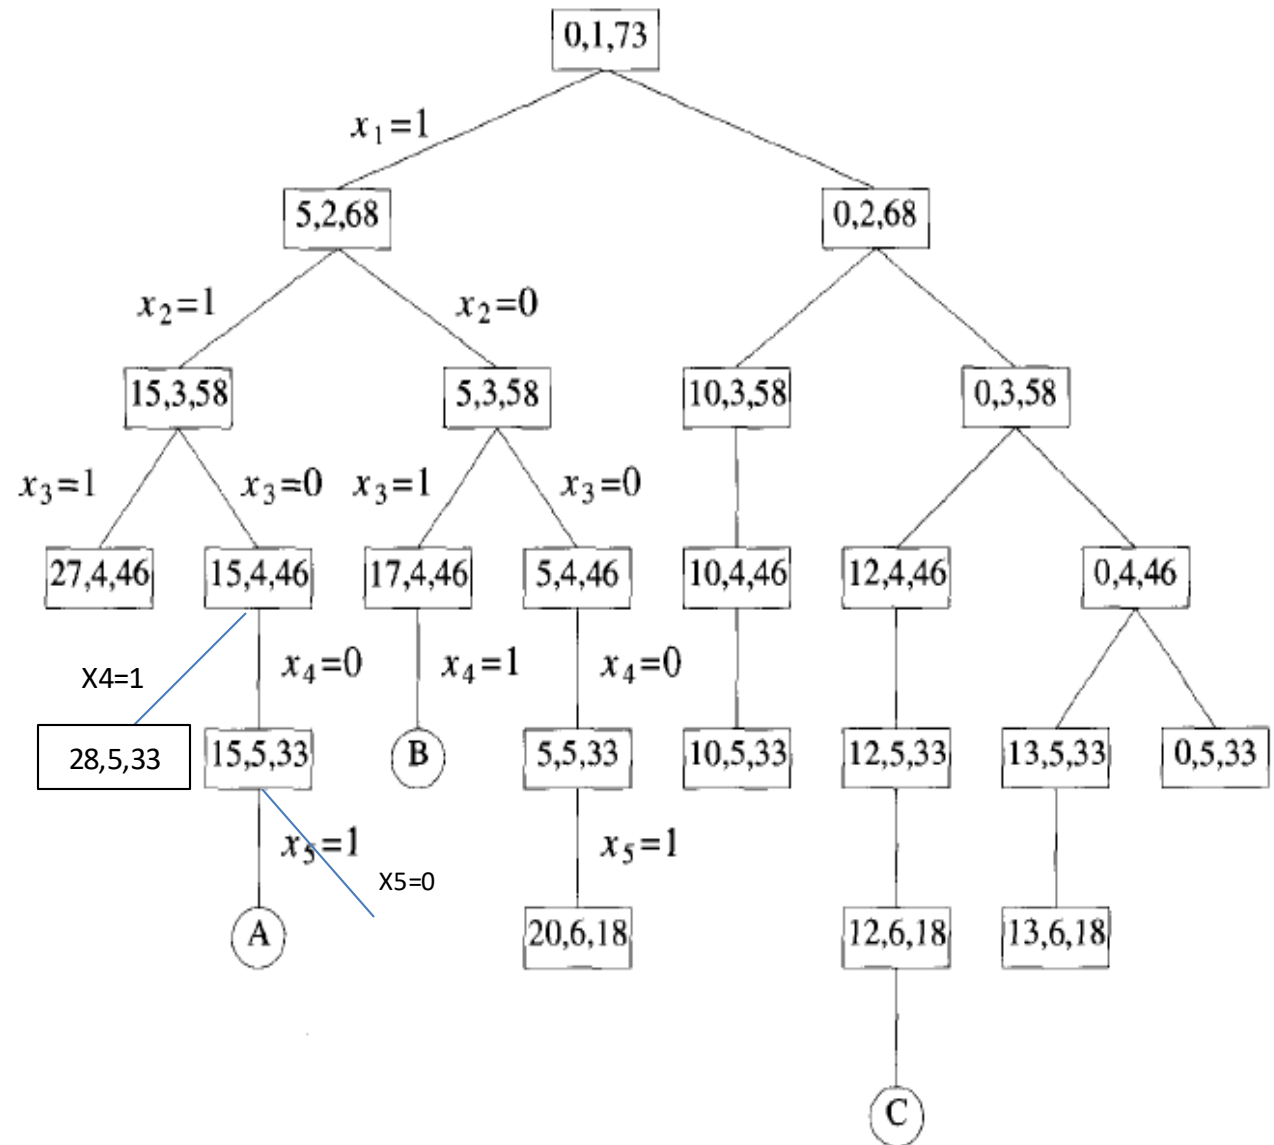 0,1,73
x1=1
5,2,68
0,2,68
x2=1
x2=0
15,3,58
5,3,58
10,3,58
0,3,58
x3=1
x3=0
x3=1
x3=0
27,4,46
15,4,46
17,4,46
5,4,46
10,4,46
12,4,46
0,4,46
X4=1
x4=0
x4=1
x4=0
28,5,33
15,5,33
B
5,5,33
10,5,33
12,5,33
13,5,33
0,5,33
x5=1
X5=0
x5=1
A
20,6,18
12,6,18
13,6,18
C